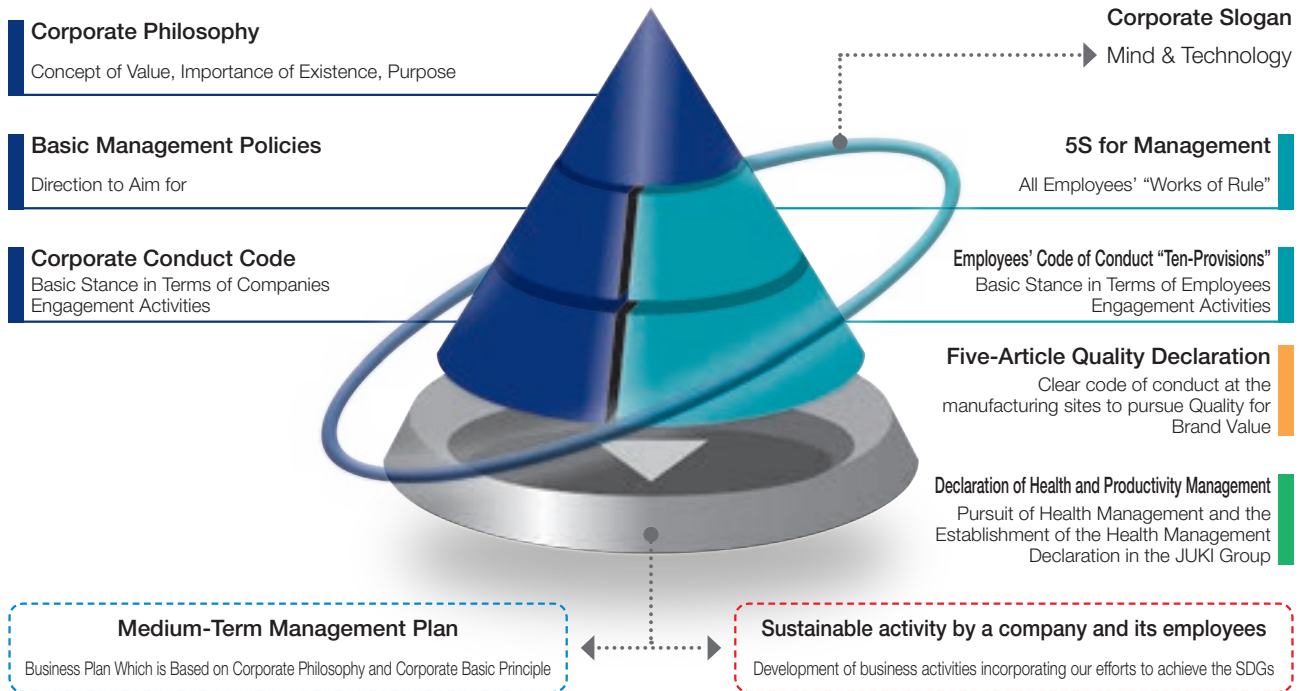 Corporate Philosophy
Concept of Value, Importance of Existence, Purpose
Basic Management Policies
Direction to Aim for
Corporate Conduct Code
Basic Stance in Terms of Companies
Engagement Activities
Corporate Slogan
Mind & Technology
5S for Management
All Employees’ “Works of Rule”
Employees’ Code of Conduct “Ten-Provisions”
Basic Stance in Terms of Employees
Engagement Activities
Five-Article Quality Declaration
Clear code of conduct at the
manufacturing sites to pursue Quality for
Brand Value
Declaration of Health and Productivity Management
Pursuit of Health Management and the
Establishment of the Health Management
Declaration in the JUKI Group
Medium-Term Management Plan
Business Plan Which is Based on Corporate Philosophy and Corporate Basic Principle
Sustainable activity by a company and its employees
Development of business activities incorporating our efforts to achieve the SDGs